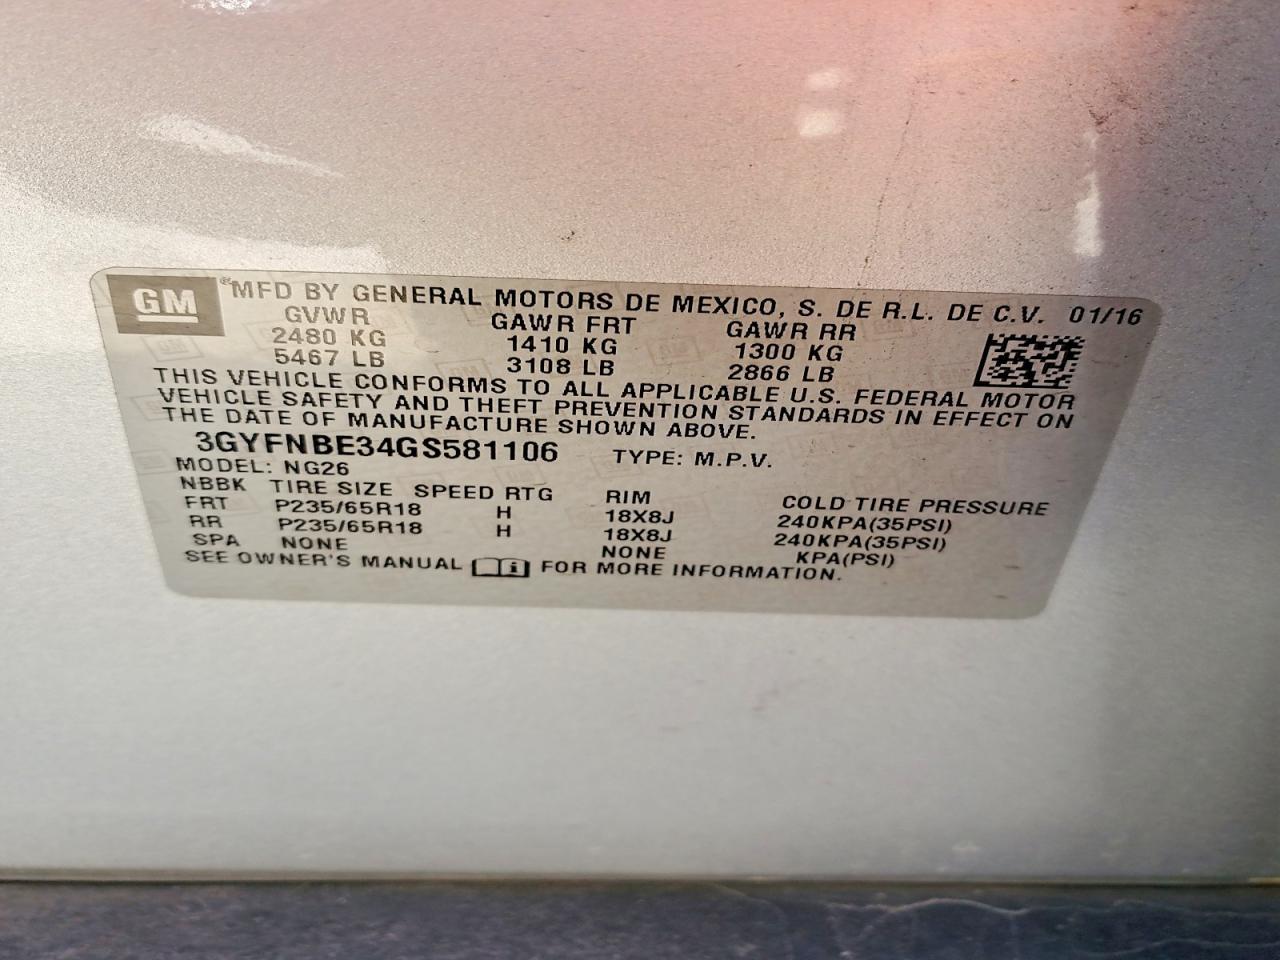 GM ®MFD BY GENERAL MOTORS DE MEXICO, S. DE R.L. DE C.V. 01/16
GVWR GAWR FRT GAWR RR
2480 KG 1410 KG 1300 KG
5467 LB 3108 LB 2866 LB
THIS VEHICLE CONFORMS TO ALL APPLICABLE U.S. FEDERAL MOTOR
VEHICLE SAFETY AND THEFT PREVENTION STANDARDS IN EFFECT ON
THE DATE OF MANUFACTURE SHOWN ABOVE.
3GYFNBE34GS581106 TYPE: M.P.V.
MODEL: NG26
NBBK TIRE SIZE SPEED RTG RIM COLD TIRE PRESSURE
FRT P235/65R18 H 18X8J 240KPA(35PSI)
RR P235/65R18 H 18X8J 240KPA(35PSI)
SPA NONE NONE KPA(PSI)
SEE OWNER'S MANUAL FOR MORE INFORMATION.